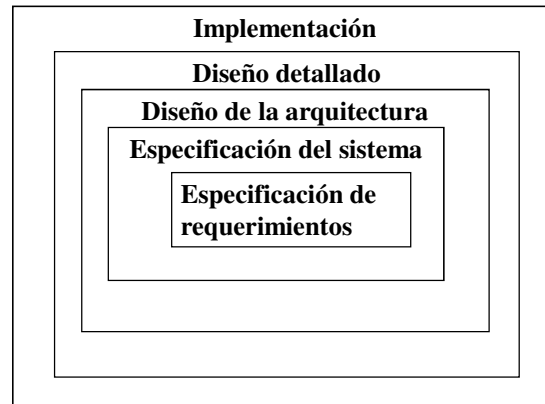 Implementación
Diseño detallado
Diseño de la arquitectura
Especificación del sistema
Especificación de
requerimientos